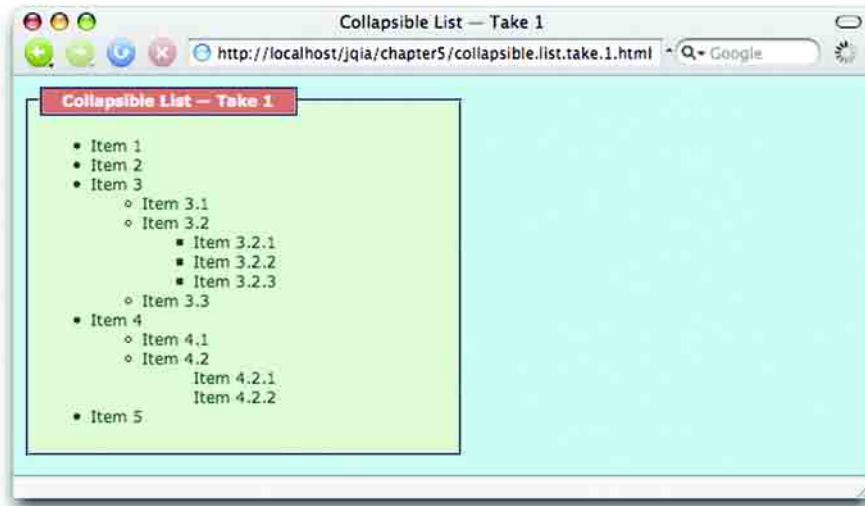 Collapsible List — Take 1
http://localhost/jqia/chapter5/collapsible.list.take.1.html
Google
Collapsible List — Take 1
• Item 1
• Item 2
• Item 3
◦ Item 3.1
◦ Item 3.2
▪ Item 3.2.1
▪ Item 3.2.2
▪ Item 3.2.3
◦ Item 3.3
• Item 4
◦ Item 4.1
◦ Item 4.2
Item 4.2.1
Item 4.2.2
• Item 5